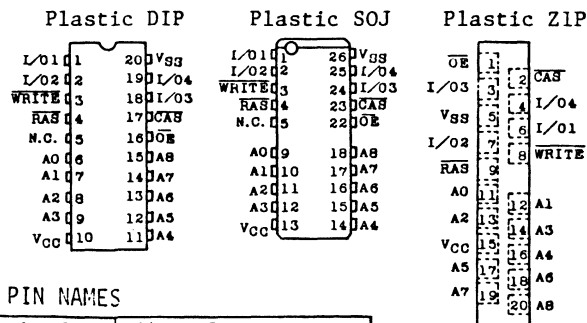 Plastic DIP Plastic SOJ Plastic ZIP
I/O1 1 20 VSS
I/O2 2 19 I/O4
WRITE 3 18 I/O3
RAS 4 17 CAS
N.C. 5 16 OE
A0 6 15 A8
A1 7 14 A7
A2 8 13 A6
A3 9 12 A5
VCC 10 11 A4
I/O1 1 26 VSS
I/O2 2 25 I/O4
WRITE 3 24 I/O3
RAS 4 23 CAS
N.C. 5 22 OE
A0 9 18 A8
A1 10 17 A7
A2 11 16 A6
A3 12 15 A5
VCC 13 14 A4
OE 1
2 CAS
I/O3 3
4 I/O4
VSS 5
6 I/O1
I/O2 7
8 WRITE
RAS 9
A0 11
12 A1
A2 13
14 A3
VCC 15
16 A4
A5 17
18 A6
A7 19
20 A8
PIN NAMES